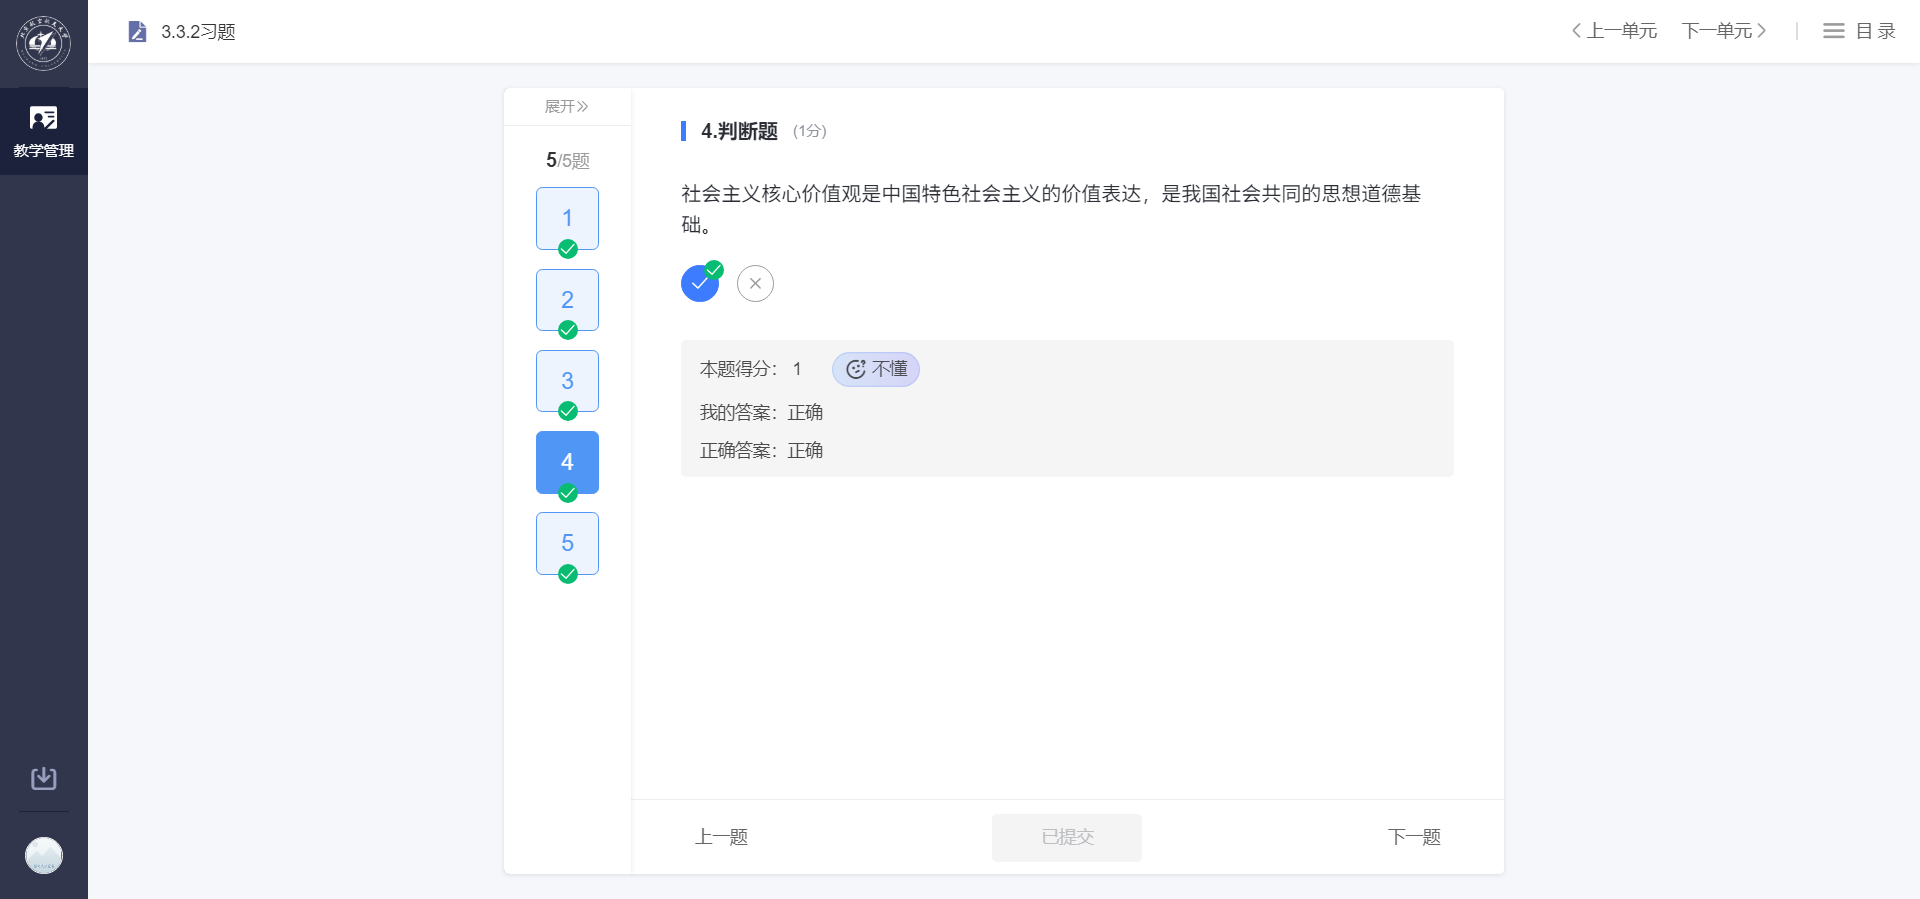 3.3.2习题
上一单元
下一单元
目录
教学管理
展开
5/5题
1
2
3
4
5
4.判断题 (1分)
社会主义核心价值观是中国特色社会主义的价值表达，是我国社会共同的思想道德基
础。
本题得分： 1
不懂
我的答案：正确
正确答案：正确
上一题
已提交
下一题